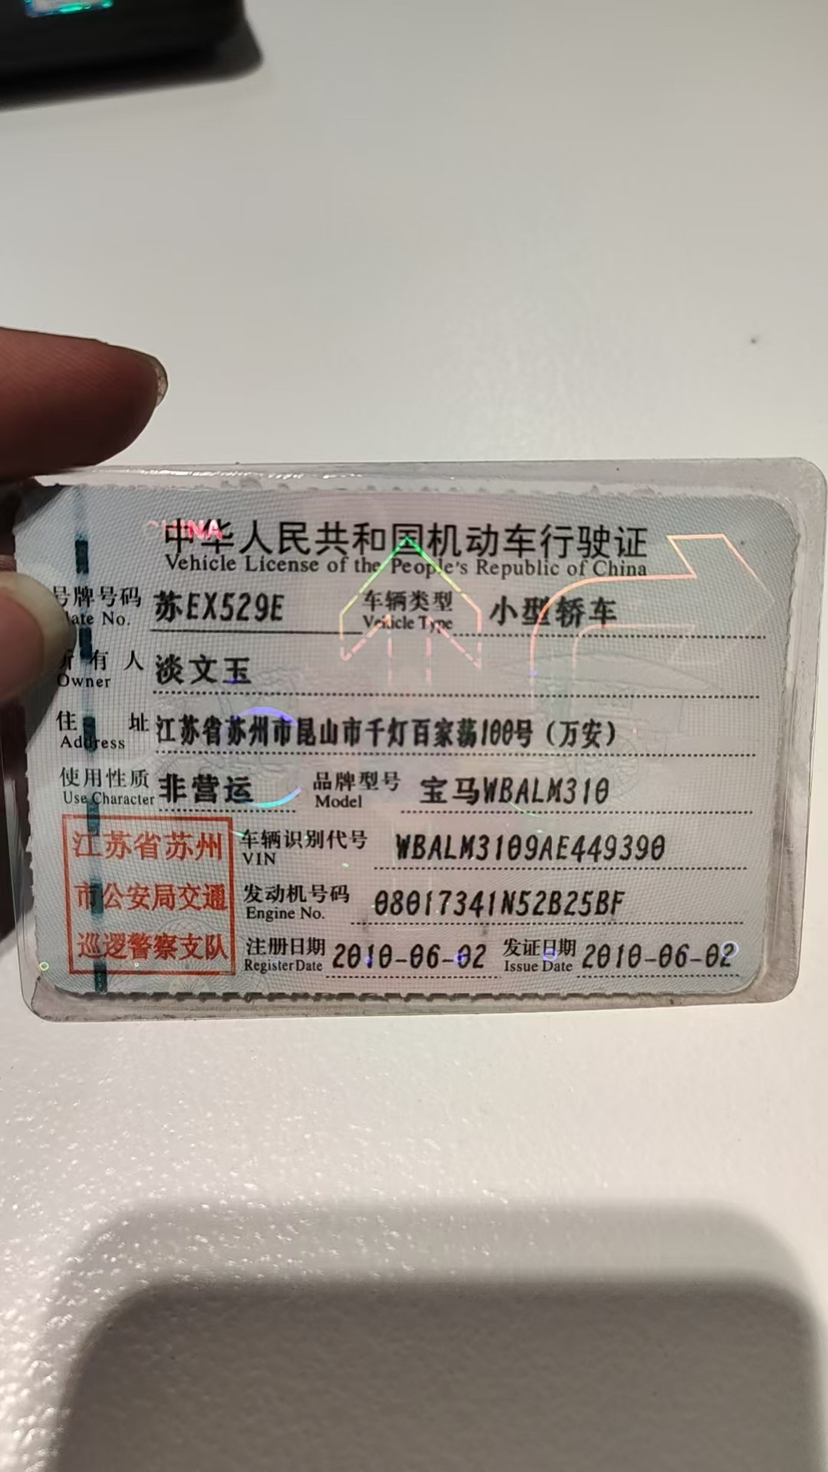 中华人民共和国机动车行驶证
Vehicle License of the People's Republic of China
号牌号码 苏EX529E 车辆类型 小型轿车
Plate No. Vehicle Type
所有人 淡文玉
Owner
住址 江苏省苏州市昆山市千灯百家荡100号（万安）
Address
使用性质 非营运 品牌型号 宝马WBALM310
Use Character Model
江苏省苏州
市公安局交通
巡逻警察支队
车辆识别代号 WBALM3109AE449390
VIN
发动机号码 08017341N52B25BF
Engine No.
注册日期 2010-06-02 发证日期 2010-06-02
Register Date Issue Date